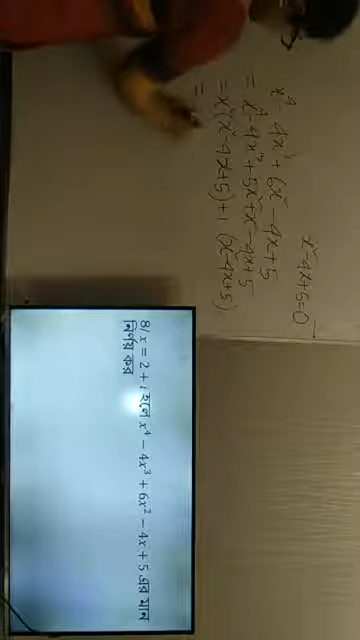 x² - 4x + 5 = 0
x⁴ - 4x³ + 6x² - 4x + 5
= x⁴ - 4x³ + 5x² + x² - 4x + 5
= x²(x² - 4x + 5) + 1 (x² - 4x + 5)
=
8/ x = 2 + i হলে x⁴ − 4x³ + 6x² − 4x + 5 এর মান
নির্ণয় কর